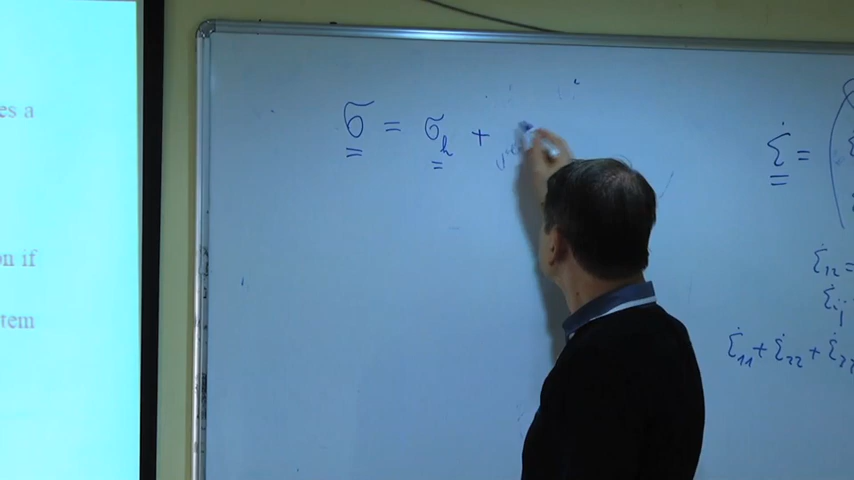 es a
on if
tem
σ = σ_h +
ε̇ =
ε̇₁₂ =
ε̇ᵢⱼ
ε̇₁₁ + ε̇₂₂ + ε̇₃₃